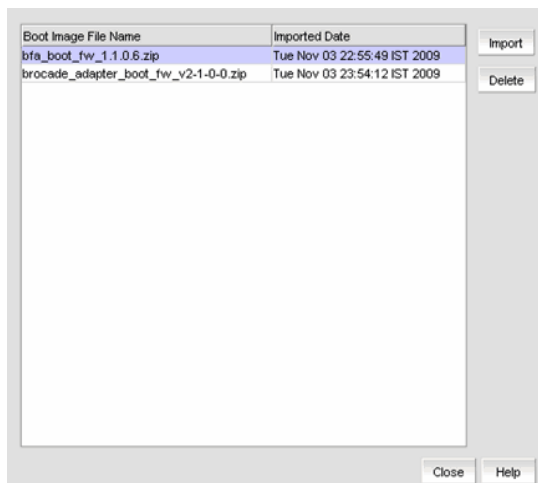 Boot Image File Name Imported Date
bfa_boot_fw_1.1.0.6.zip Tue Nov 03 22:55:49 IST 2009
brocade_adapter_boot_fw_v2-1-0-0.zip Tue Nov 03 23:54:12 IST 2009
Import
Delete
Close Help